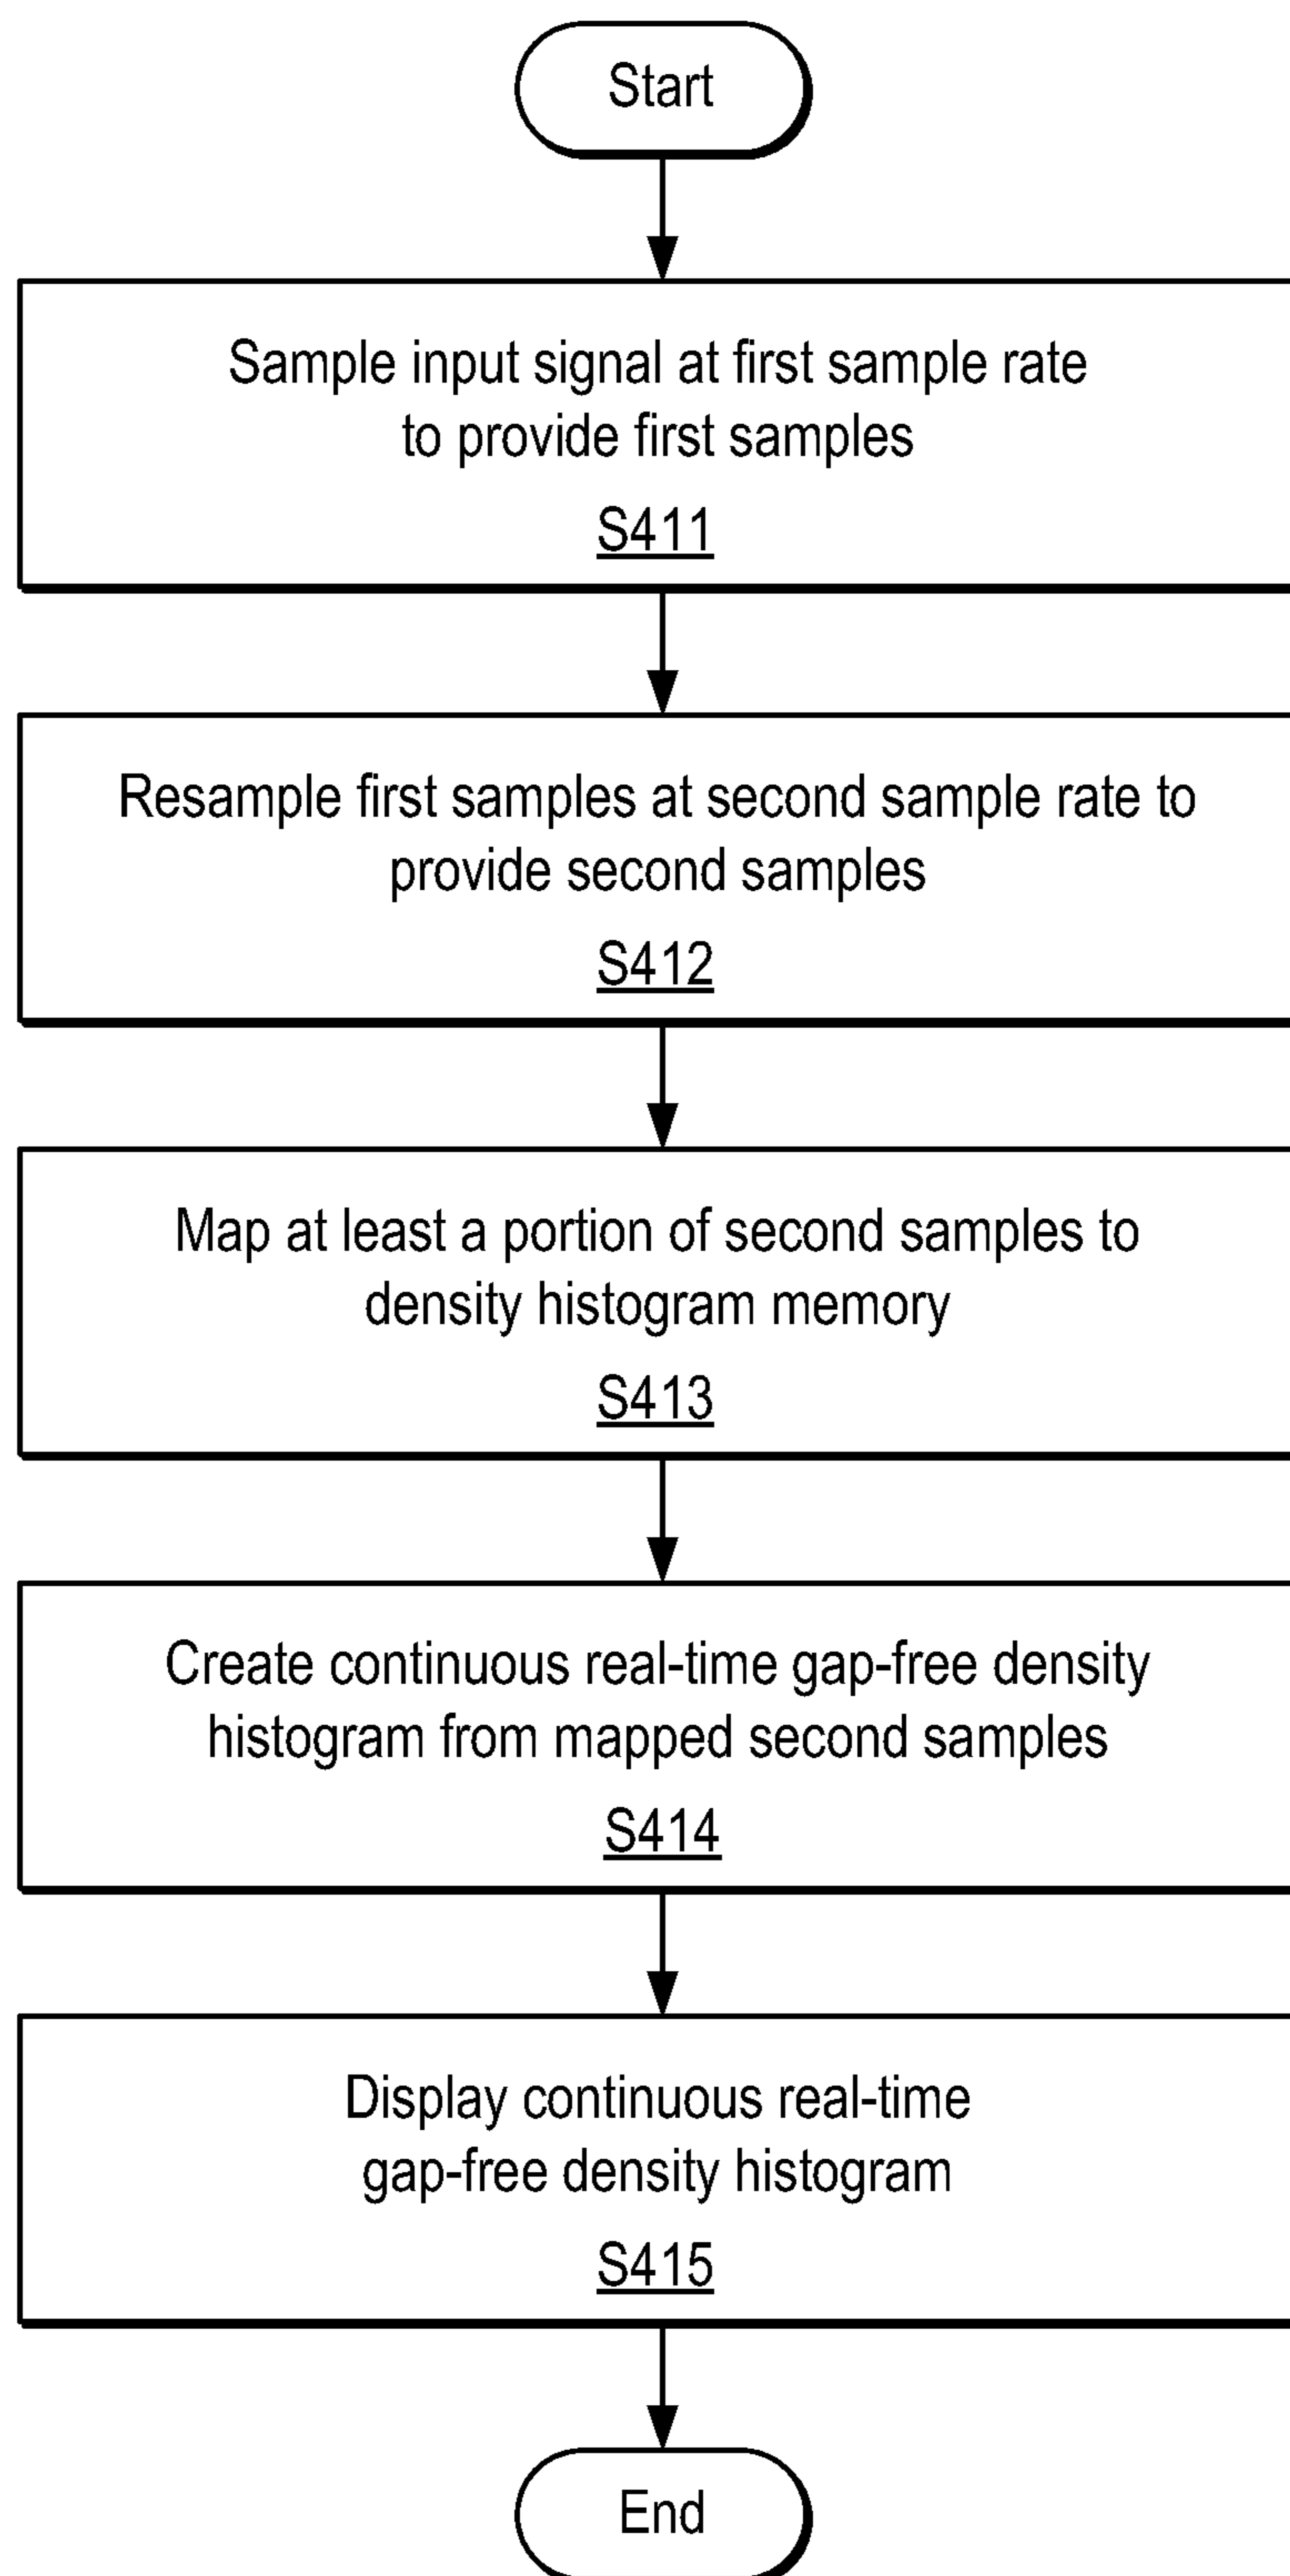 Start
Sample input signal at first sample rate
to provide first samples
S411
Resample first samples at second sample rate to
provide second samples
S412
Map at least a portion of second samples to
density histogram memory
S413
Create continuous real-time gap-free density
histogram from mapped second samples
S414
Display continuous real-time
gap-free density histogram
S415
End